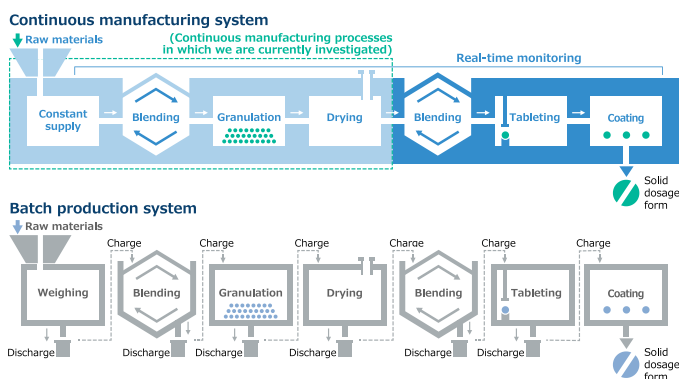 Continuous manufacturing system
Raw materials
(Continuous manufacturing processes
in which we are currently investigated)
Real-time monitoring
Constant
supply
Blending
Granulation
Drying
Blending
Tableting
Coating
Solid
dosage
form
Batch production system
Raw materials
Charge
Charge
Charge
Charge
Charge
Charge
Weighing
Blending
Granulation
Drying
Blending
Tableting
Coating
Discharge
Discharge
Discharge
Discharge
Discharge
Discharge
Solid
dosage
form